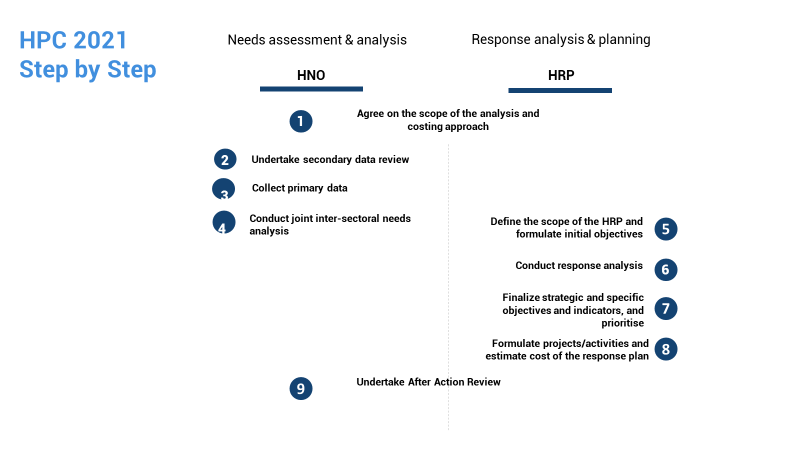 HPC 2021
Step by Step
Needs assessment & analysis
Response analysis & planning
HNO
HRP
1
Agree on the scope of the analysis and
costing approach
2
Undertake secondary data review
3
Collect primary data
4
Conduct joint inter-sectoral needs
analysis
Define the scope of the HRP and
formulate initial objectives
5
Conduct response analysis
6
Finalize strategic and specific
objectives and indicators, and
prioritise
7
Formulate projects/activities and
estimate cost of the response plan
8
9
Undertake After Action Review